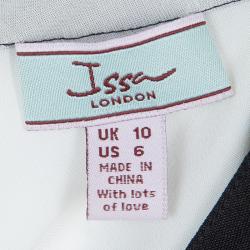 Issa
LONDON
UK 10
US 6
MADE IN
CHINA
With lots
of love